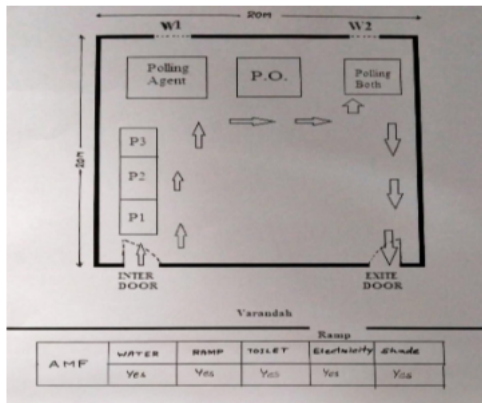 20m
W1 W2
Polling Agent
P.O.
Polling Both
20m
P3
P2
P1
INTER DOOR
EXITE DOOR
Varandah
Ramp
AMF WATER RAMP TOILET Electricity Shade
Yes Yes Yes Yes Yes